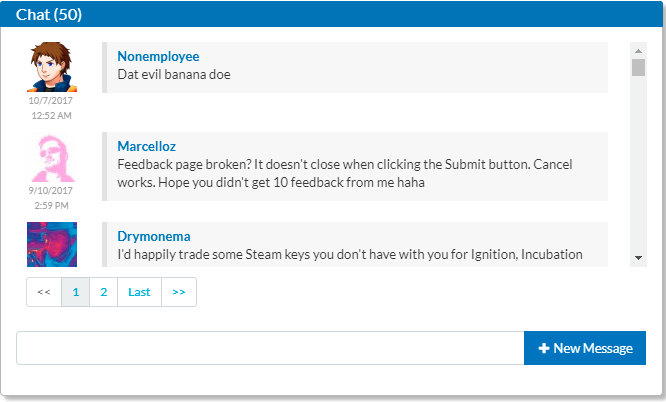 Chat (50)
Nonemployee
Dat evil banana doe
10/7/2017
12:52 AM
Marcelloz
Feedback page broken? It doesn't close when clicking the Submit button. Cancel
works. Hope you didn't get 10 feedback from me haha
9/10/2017
2:59 PM
Drymonema
I'd happily trade some Steam keys you don't have with you for Ignition, Incubation
<< 1 2 Last >>
+ New Message